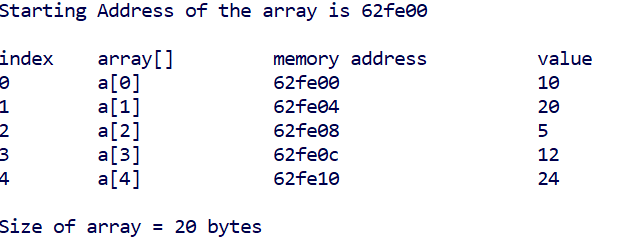 Starting Address of the array is 62fe00
index array[] memory address value
0 a[0] 62fe00 10
1 a[1] 62fe04 20
2 a[2] 62fe08 5
3 a[3] 62fe0c 12
4 a[4] 62fe10 24
Size of array = 20 bytes